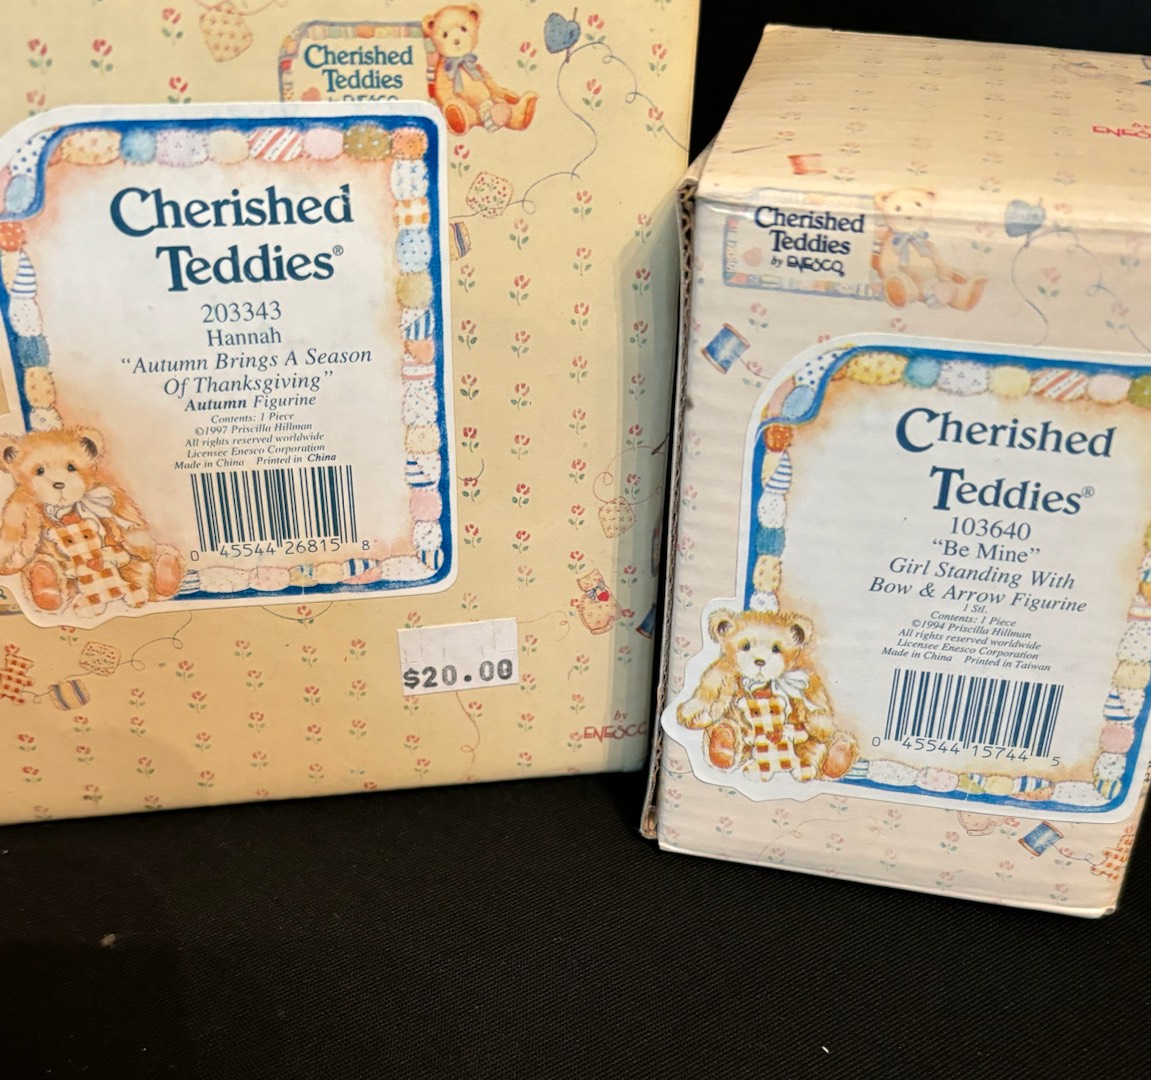 Cherished
Teddies
by ENESCO
Cherished
Teddies®
203343
Hannah
"Autumn Brings A Season
Of Thanksgiving"
Autumn Figurine
Contents: 1 Piece
©1997 Priscilla Hillman
All rights reserved worldwide
Licensee Enesco Corporation
Made in China Printed in China
0 45544 26815 8
$20.00
by
ENESCO
ENESCO
Cherished
Teddies
by ENESCO
Cherished
Teddies®
103640
"Be Mine"
Girl Standing With
Bow & Arrow Figurine
1 Stl.
Contents: 1 Piece
©1994 Priscilla Hillman
All rights reserved worldwide
Licensee Enesco Corporation
Made in China Printed in Taiwan
0 45544 15744 5